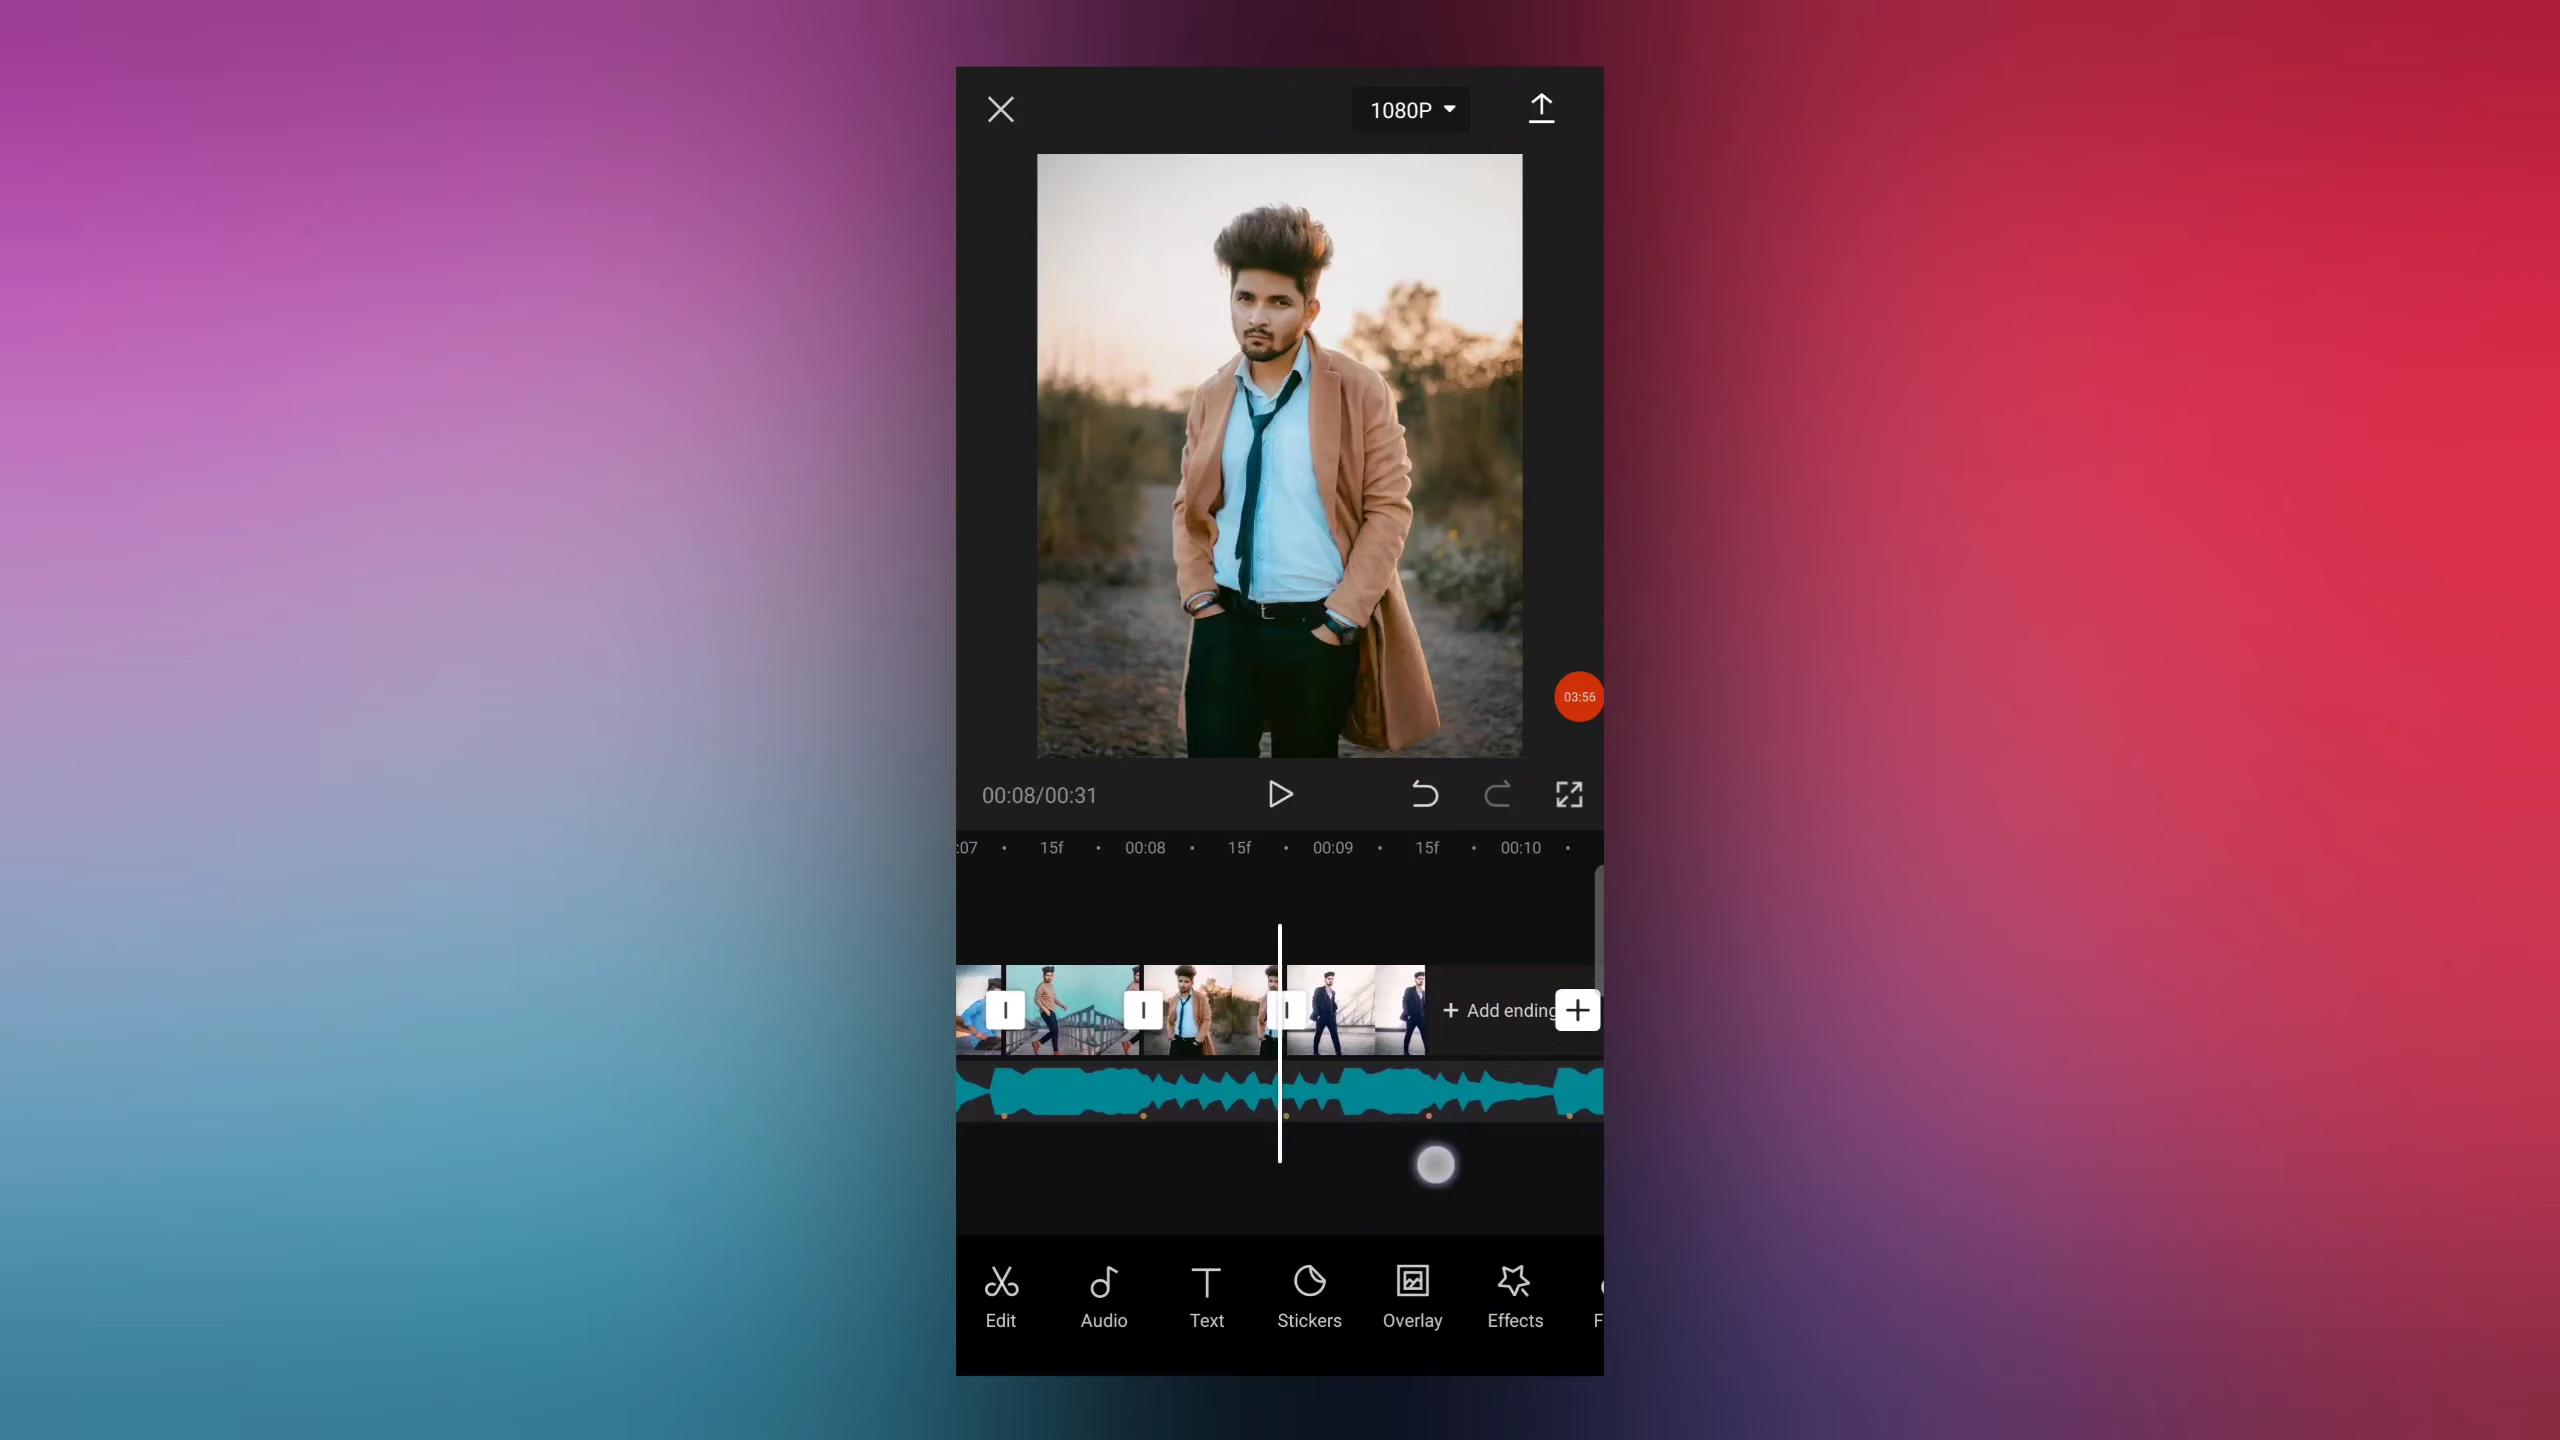 1080P
03:56
00:08/00:31
:07 15f 00:08 15f 00:09 15f 00:10
+ Add ending
Edit Audio Text Stickers Overlay Effects F